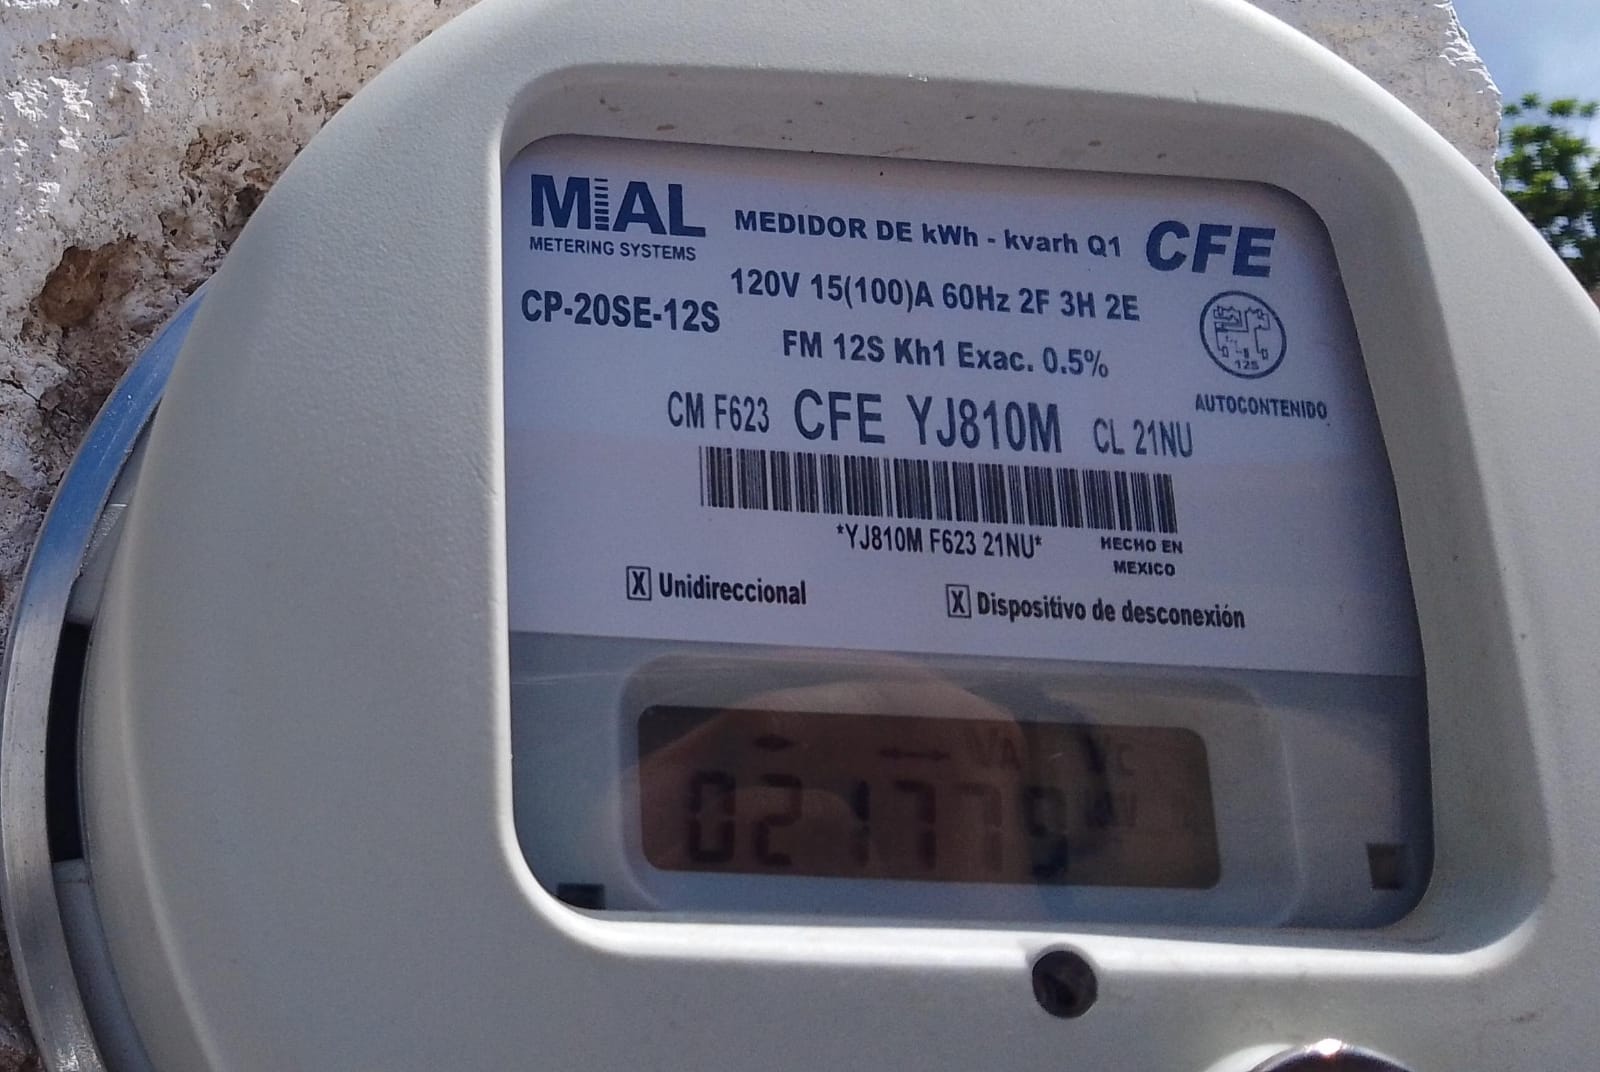 MIAL
METERING SYSTEMS
MEDIDOR DE kWh - kvarh Q1
CFE
120V 15(100)A 60Hz 2F 3H 2E
CP-20SE-12S
FM 12S Kh1 Exac. 0.5%
12S
AUTOCONTENIDO
CM F623 CFE YJ810M CL 21NU
*YJ810M F623 21NU*
HECHO EN
MEXICO
X Unidireccional
X Dispositivo de desconexión